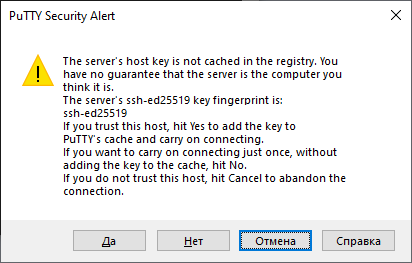 PuTTY Security Alert
The server's host key is not cached in the registry. You
have no guarantee that the server is the computer you
think it is.
The server's ssh-ed25519 key fingerprint is:
ssh-ed25519
If you trust this host, hit Yes to add the key to
PuTTY's cache and carry on connecting.
If you want to carry on connecting just once, without
adding the key to the cache, hit No.
If you do not trust this host, hit Cancel to abandon the
connection.
Да Нет Отмена Справка